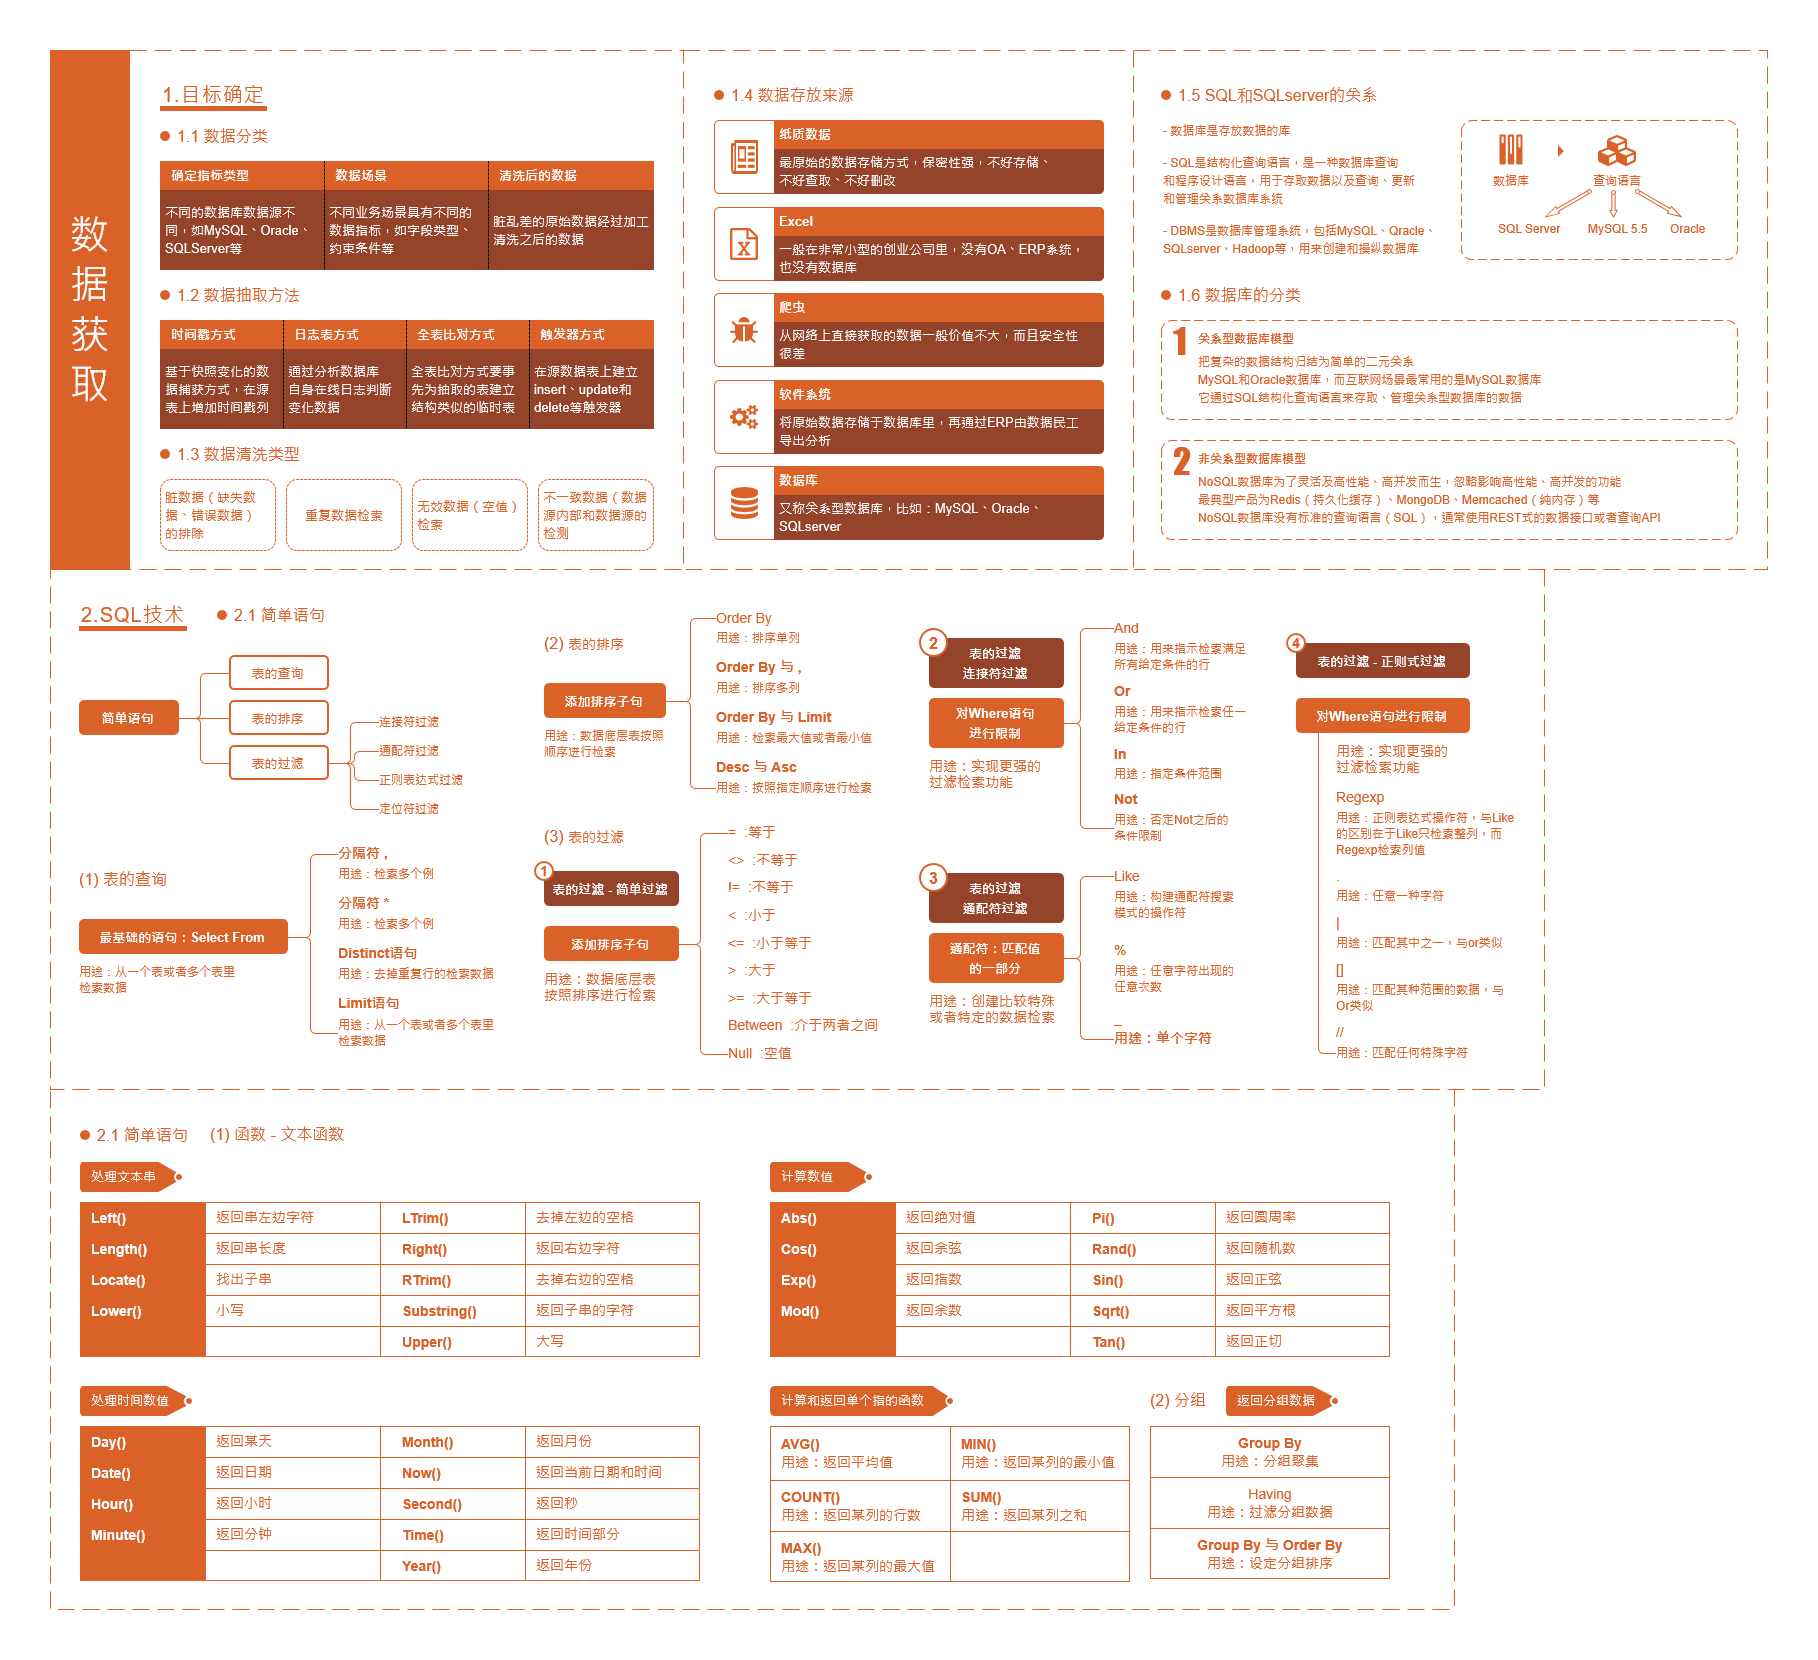 数据获取
1.目标确定
1.1 数据分类
确定指标类型
数据场景
清洗后的数据
不同的数据库数据源不
同，如MySQL、Oracle、
SQLServer等
不同业务场景具有不同的
数据指标，如字段类型、
约束条件等
脏乱差的原始数据经过加工
清洗之后的数据
1.2 数据抽取方法
时间戳方式
日志表方式
全表比对方式
触发器方式
基于快照变化的数
据捕获方式，在源
表上增加时间戳列
通过分析数据库
自身在线日志判断
变化数据
全表比对方式要事
先为抽取的表建立
结构类似的临时表
在源数据表上建立
insert、update和
delete等触发器
1.3 数据清洗类型
脏数据（缺失数
据、错误数据）
的排除
重复数据检索
无效数据（空值）
检索
不一致数据（数据
源内部和数据源的
检测
1.4 数据存放来源
纸质数据
最原始的数据存储方式，保密性强，不好存储、
不好查取、不好删改
Excel
一般在非常小型的创业公司里，没有OA、ERP系统，
也没有数据库
爬虫
从网络上直接获取的数据一般价值不大，而且安全性
很差
软件系统
将原始数据存储于数据库里，再通过ERP由数据民工
导出分析
数据库
又称关系型数据库，比如：MySQL、Oracle、
SQLserver
1.5 SQL和SQLserver的关系
- 数据库是存放数据的库
- SQL是结构化查询语言，是一种数据库查询
和程序设计语言，用于存取数据以及查询、更新
和管理关系数据库系统
- DBMS是数据库管理系统，包括MySQL、Qracle、
SQLserver、Hadoop等，用来创建和操纵数据库
数据库
查询语言
SQL Server
MySQL 5.5
Oracle
1.6 数据库的分类
1
关系型数据库模型
把复杂的数据结构归结为简单的二元关系
MySQL和Oracle数据库，而互联网场景最常用的是MySQL数据库
它通过SQL结构化查询语言来存取、管理关系型数据库的数据
2
非关系型数据库模型
NoSQL数据库为了灵活及高性能、高并发而生，忽略影响高性能、高并发的功能
最典型产品为Redis（持久化缓存）、MongoDB、Memcached（纯内存）等
NoSQL数据库没有标准的查询语言（SQL），通常使用REST式的数据接口或者查询API
2.SQL技术
2.1 简单语句
简单语句
表的查询
表的排序
表的过滤
连接符过滤
通配符过滤
正则表达式过滤
定位符过滤
(1) 表的查询
最基础的语句：Select From
用途：从一个表或者多个表里
检索数据
分隔符 ,
用途：检索多个例
分隔符 *
用途：检索多个例
Distinct语句
用途：去掉重复行的检索数据
Limit语句
用途：从一个表或者多个表里
检索数据
(2) 表的排序
添加排序子句
用途：数据底层表按照
顺序进行检索
Order By
用途：排序单列
Order By 与 ,
用途：排序多列
Order By 与 Limit
用途：检索最大值或者最小值
Desc 与 Asc
用途：按照指定顺序进行检索
(3) 表的过滤
1
表的过滤 - 简单过滤
添加排序子句
用途：数据底层表
按照排序进行检索
= :等于
<> :不等于
!= :不等于
< :小于
<= :小于等于
> :大于
>= :大于等于
Between :介于两者之间
Null :空值
2
表的过滤
连接符过滤
对Where语句
进行限制
用途：实现更强的
过滤检索功能
And
用途：用来指示检索满足
所有给定条件的行
Or
用途：用来指示检索任一
给定条件的行
In
用途：指定条件范围
Not
用途：否定Not之后的
条件限制
3
表的过滤
通配符过滤
通配符：匹配值
的一部分
用途：创建比较特殊
或者特定的数据检索
Like
用途：构建通配符搜索
模式的操作符
%
用途：任意字符出现的
任意次数
_
用途：单个字符
4
表的过滤 - 正则式过滤
对Where语句进行限制
用途：实现更强的
过滤检索功能
Regexp
用途：正则表达式操作符，与Like
的区别在于Like只检索整列，而
Regexp检索列值
.
用途：任意一种字符
|
用途：匹配其中之一，与or类似
[]
用途：匹配其种范围的数据，与
Or类似
//
用途：匹配任何特殊字符
2.1 简单语句
(1) 函数 - 文本函数
处理文本串
Left() 返回串左边字符 LTrim() 去掉左边的空格
Length() 返回串长度 Right() 返回右边字符
Locate() 找出子串 RTrim() 去掉右边的空格
Lower() 小写 Substring() 返回子串的字符
Upper() 大写
计算数值
Abs() 返回绝对值 Pi() 返回圆周率
Cos() 返回余弦 Rand() 返回随机数
Exp() 返回指数 Sin() 返回正弦
Mod() 返回余数 Sqrt() 返回平方根
Tan() 返回正切
处理时间数值
Day() 返回某天 Month() 返回月份
Date() 返回日期 Now() 返回当前日期和时间
Hour() 返回小时 Second() 返回秒
Minute() 返回分钟 Time() 返回时间部分
Year() 返回年份
计算和返回单个指的函数
AVG()
用途：返回平均值
MIN()
用途：返回某列的最小值
COUNT()
用途：返回某列的行数
SUM()
用途：返回某列之和
MAX()
用途：返回某列的最大值
(2) 分组
返回分组数据
Group By
用途：分组聚集
Having
用途：过滤分组数据
Group By 与 Order By
用途：设定分组排序